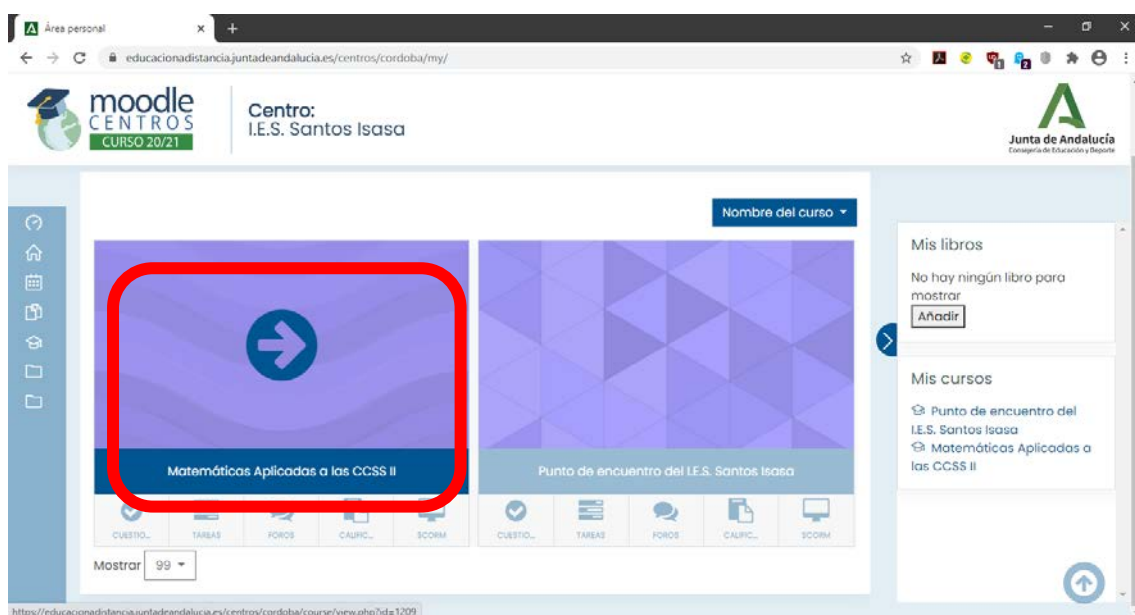 Área personal
educacionadistancia.juntadeandalucia.es/centros/cordoba/my/
1
2
moodle
CENTROS
CURSO 20/21
Centro:
I.E.S. Santos Isasa
Junta de Andalucía
Consejería de Educación y Deporte
Nombre del curso
Matemáticas Aplicadas a las CCSS II
Punto de encuentro del I.E.S. Santos Isasa
CUESTIO...
TAREAS
FOROS
CALIFIC...
SCORM
CUESTIO...
TAREAS
FOROS
CALIFIC...
SCORM
Mostrar 99
Mis libros
No hay ningún libro para
mostrar
Añadir
Mis cursos
Punto de encuentro del
I.E.S. Santos Isasa
Matemáticas Aplicadas a
las CCSS II
https://educacionadistancia.juntadeandalucia.es/centros/cordoba/course/view.php?id=1209